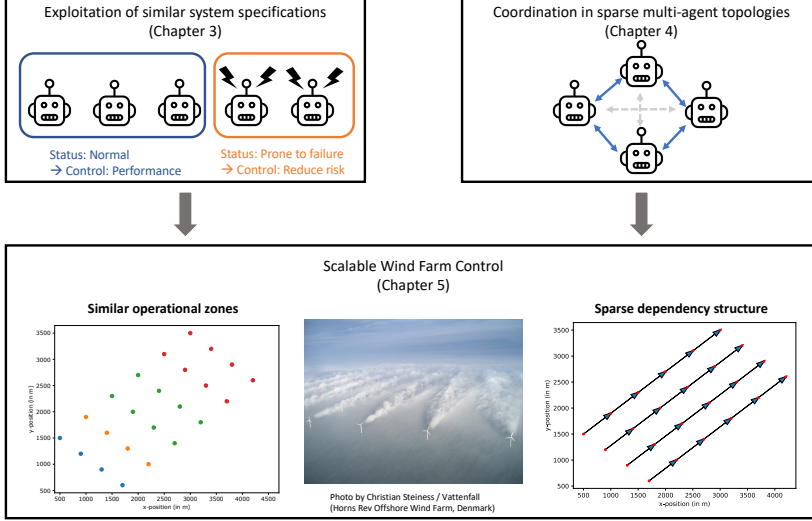 Exploitation of similar system specifications
(Chapter 3)
Status: Normal
→ Control: Performance
Status: Prone to failure
→ Control: Reduce risk
Coordination in sparse multi-agent topologies
(Chapter 4)
Scalable Wind Farm Control
(Chapter 5)
Similar operational zones
3500
3000
2500
2000
1500
1000
500
y-position (in m)
500 1000 1500 2000 2500 3000 3500 4000 4500
x-position (in m)
Photo by Christian Steiness / Vattenfall
(Horns Rev Offshore Wind Farm, Denmark)
Sparse dependency structure
3500
3000
2500
2000
1500
1000
500
y-position (in m)
500 1000 1500 2000 2500 3000 3500 4000
x-position (in m)